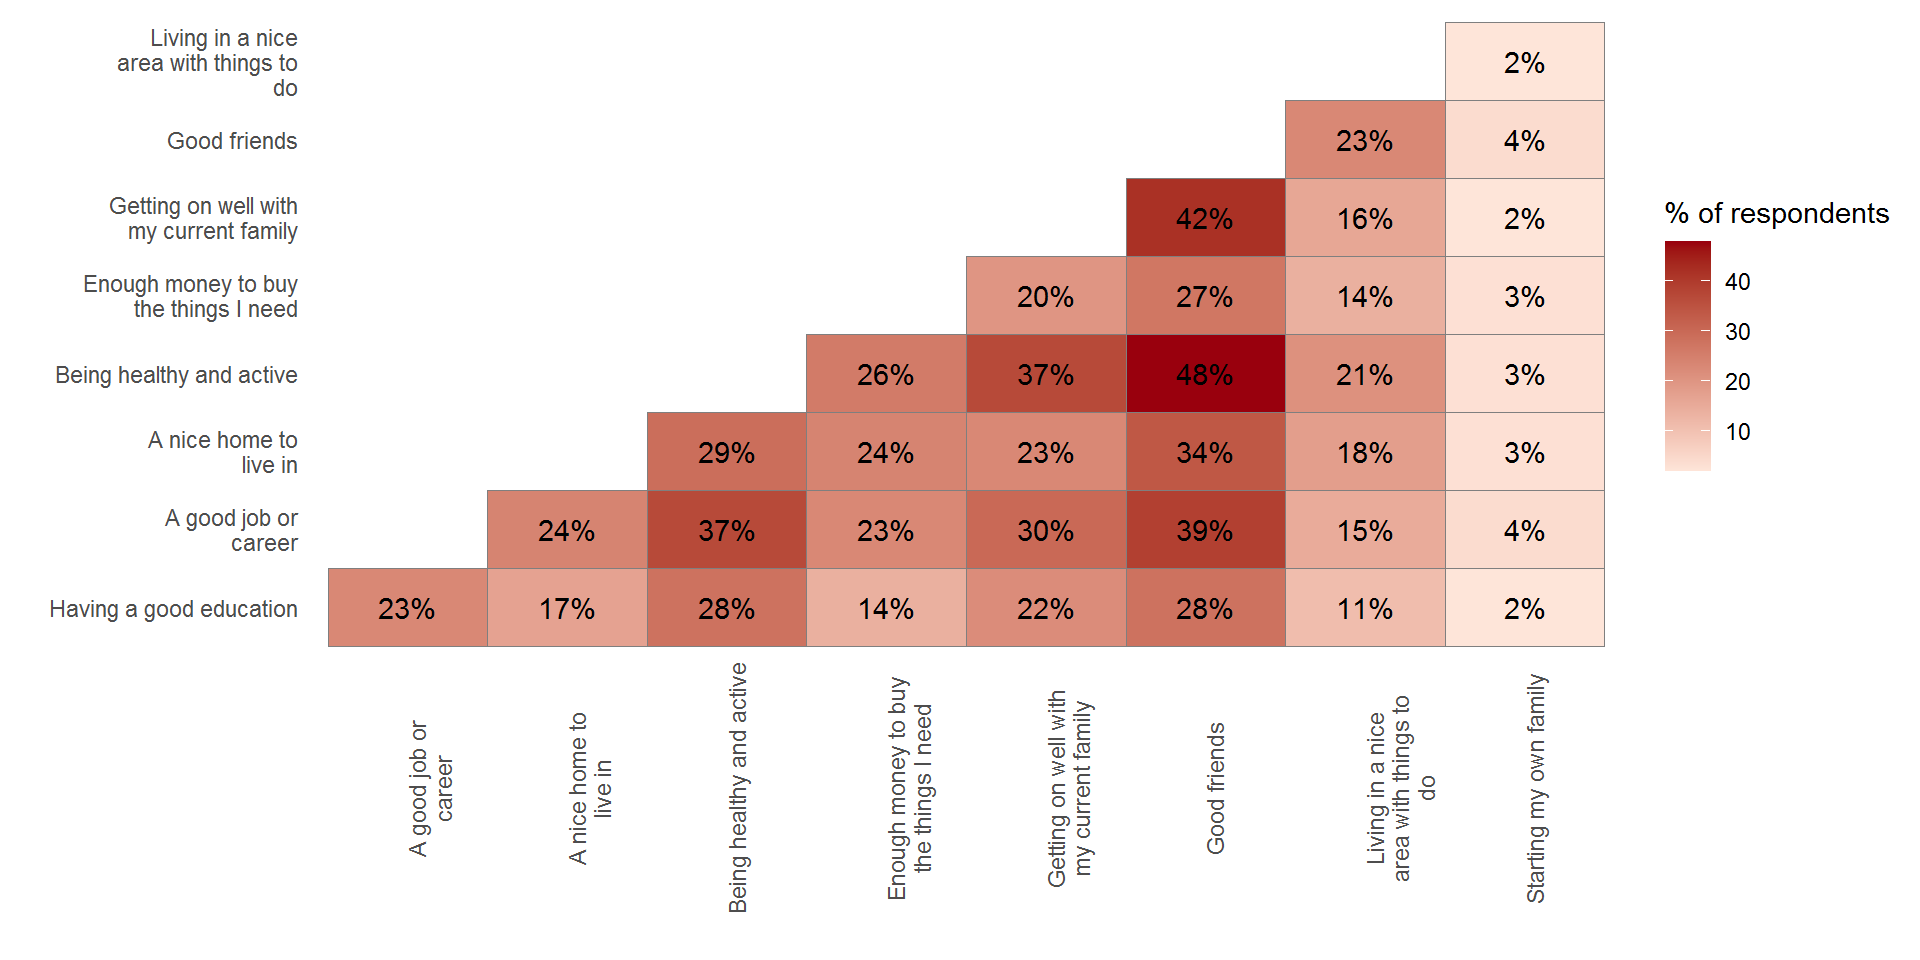 Living in a nice
area with things to
do
2%
Good friends
23% 4%
Getting on well with
my current family
42% 16% 2%
Enough money to buy
the things I need
20% 27% 14% 3%
Being healthy and active
26% 37% 48% 21% 3%
A nice home to
live in
29% 24% 23% 34% 18% 3%
A good job or
career
24% 37% 23% 30% 39% 15% 4%
Having a good education
23% 17% 28% 14% 22% 28% 11% 2%
A good job or
career
A nice home to
live in
Being healthy and active
Enough money to buy
the things I need
Getting on well with
my current family
Good friends
Living in a nice
area with things to
do
Starting my own family
% of respondents
40
30
20
10